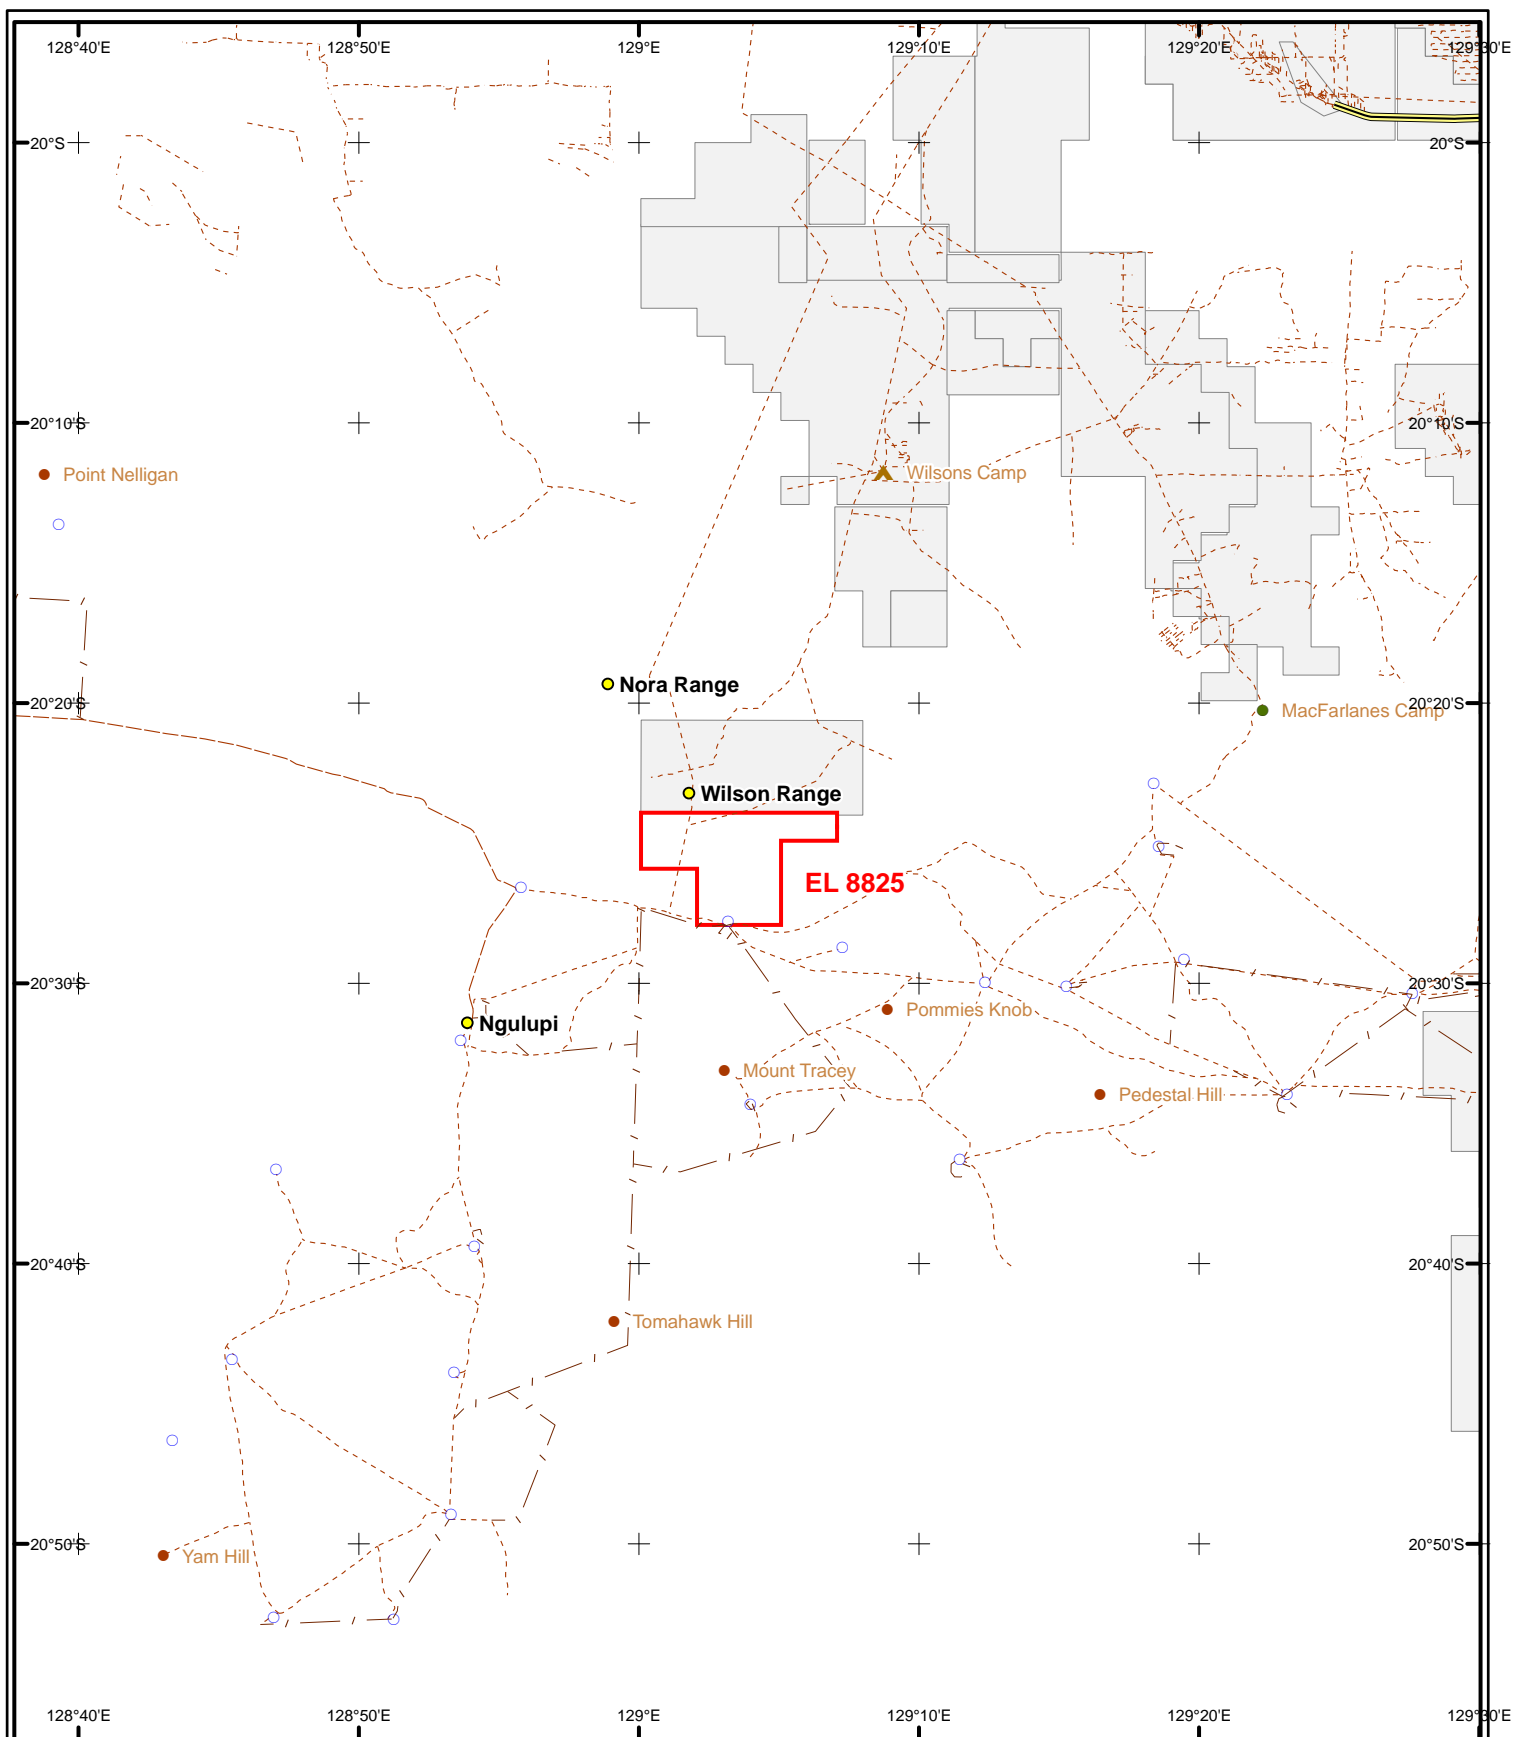 128°40'E 128°50'E 129°E 129°10'E 129°20'E 129°30'E
20°S 20°S
20°10'S 20°10'S
Point Nelligan Wilsons Camp
Nora Range
20°20'S 20°20'S
MacFarlanes Camp
Wilson Range
EL 8825
20°30'S 20°30'S
Pommies Knob
Ngulupi
Mount Tracey
Pedestal Hill
20°40'S 20°40'S
Tomahawk Hill
20°50'S 20°50'S
Yam Hill
128°40'E 128°50'E 129°E 129°10'E 129°20'E 129°30'E